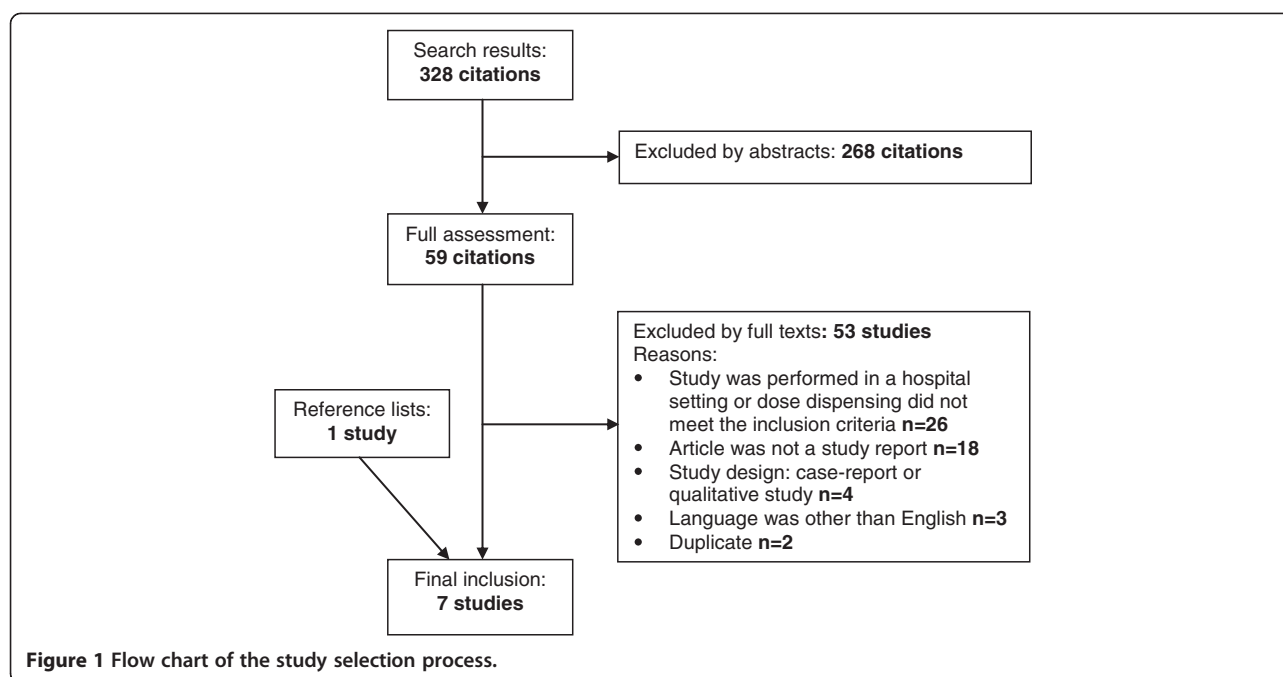 Search results:
328 citations
Excluded by abstracts: 268 citations
Full assessment:
59 citations
Excluded by full texts: 53 studies
Reasons:
• Study was performed in a hospital
setting or dose dispensing did not
meet the inclusion criteria n=26
• Article was not a study report n=18
• Study design: case-report or
qualitative study n=4
• Language was other than English n=3
• Duplicate n=2
Reference lists:
1 study
Final inclusion:
7 studies
Figure 1 Flow chart of the study selection process.